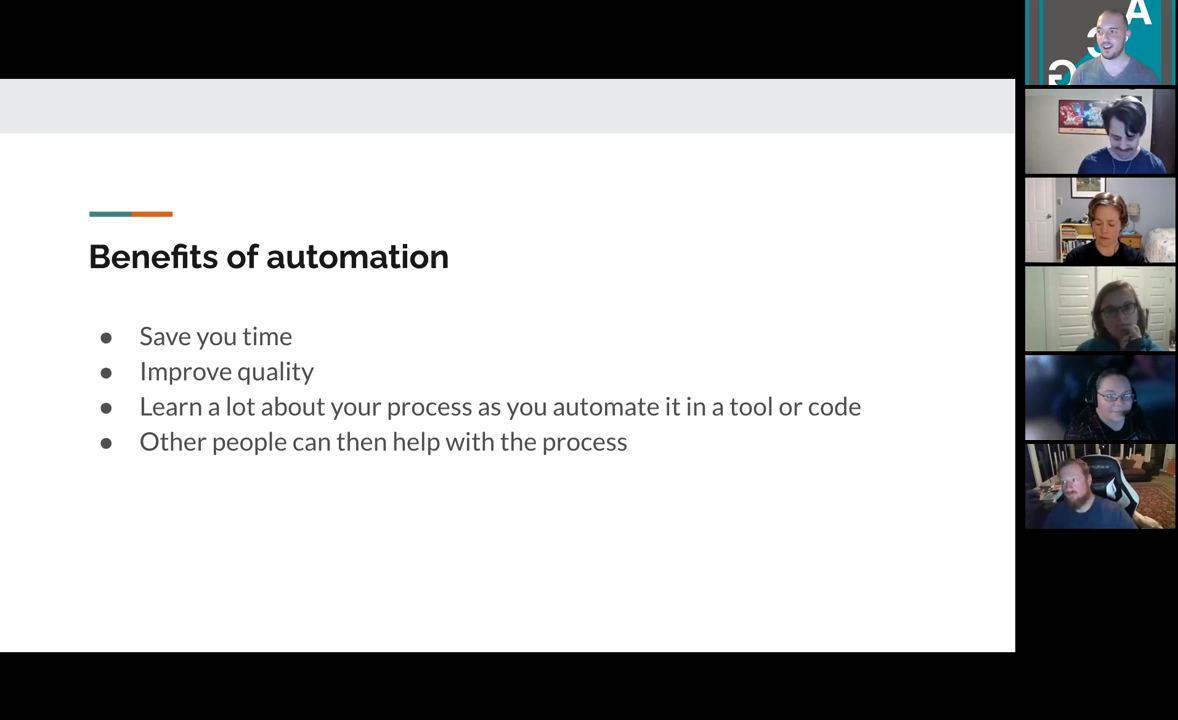 Benefits of automation
● Save you time
● Improve quality
● Learn a lot about your process as you automate it in a tool or code
● Other people can then help with the process
A
G
G